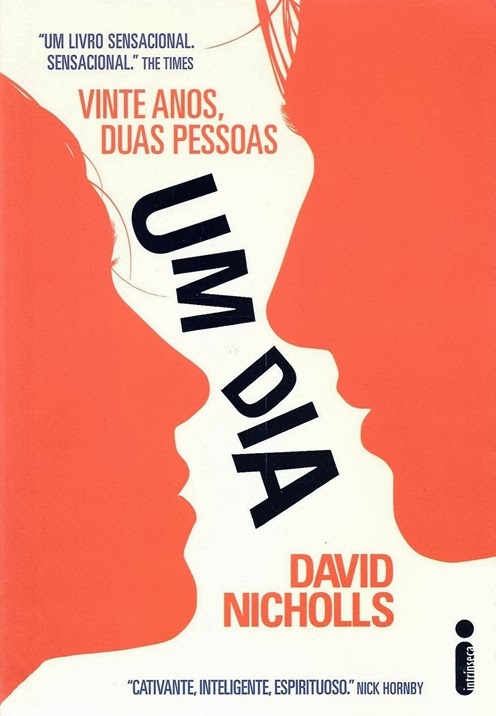 “UM LIVRO SENSACIONAL.
SENSACIONAL.” THE TIMES
VINTE ANOS,
DUAS PESSOAS
UM DIA
DAVID
NICHOLLS
intrínseca
“CATIVANTE, INTELIGENTE, ESPIRITUOSO.” NICK HORNBY